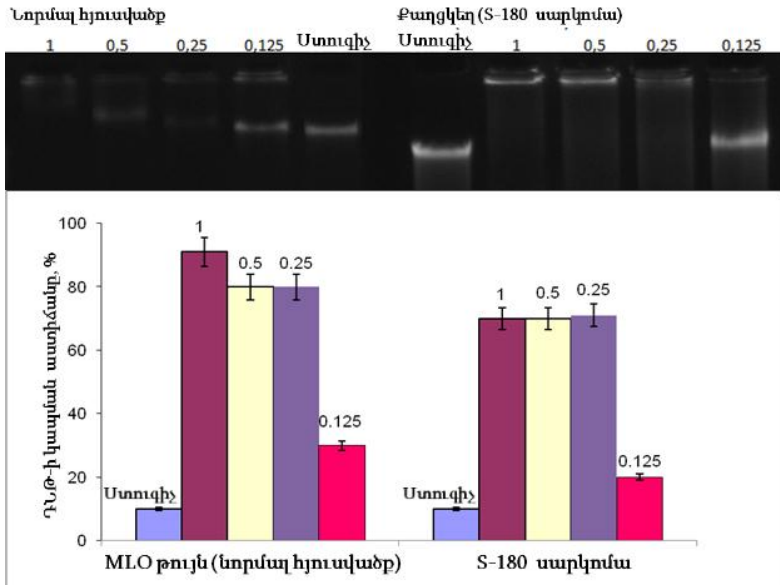 Նորմալ հյուսվածք
Քաղցկեղ (S-180 սարկոմա)
1 0,5 0,25 0,125 Ստուգիչ
Ստուգիչ 1 0,5 0,25 0,125
ԴՆԹ-ի կապման աստիճանը, %
100
80
60
40
20
0
Ստուգիչ 1 0.5 0.25 0.125
Ստուգիչ 1 0.5 0.25 0.125
MLO թույն (նորմալ հյուսվածք)
S-180 սարկոմա